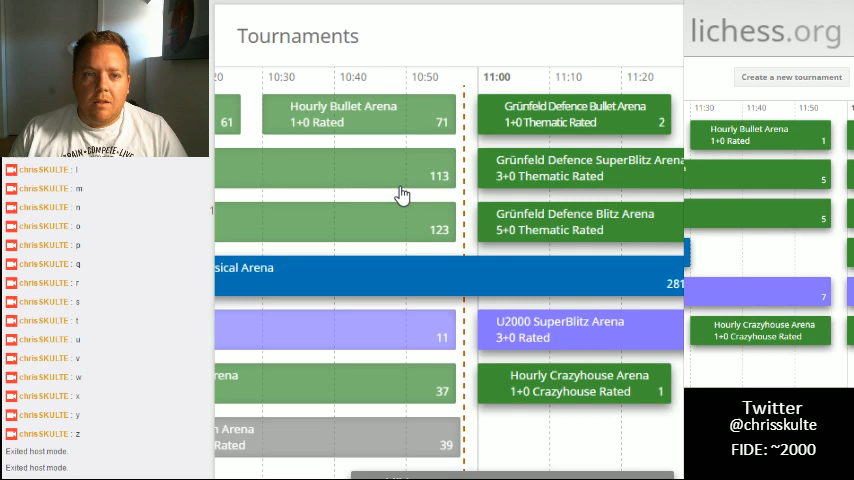 Tournaments
lichess.org
Create a new tournament
20
10:30
10:40
10:50
11:00
11:10
11:20
11:30
11:40
11:50
61
Hourly Bullet Arena
1+0 Rated
71
Grünfeld Defence Bullet Arena
1+0 Thematic Rated
2
Hourly Bullet Arena
1+0 Rated
1
113
Grünfeld Defence SuperBlitz Arena
3+0 Thematic Rated
5
123
Grünfeld Defence Blitz Arena
5+0 Thematic Rated
5
sical Arena
281
11
U2000 SuperBlitz Arena
3+0 Rated
7
rena
37
Hourly Crazyhouse Arena
1+0 Crazyhouse Rated
1
Hourly Crazyhouse Arena
1+0 Crazyhouse Rated
1
n Arena
Rated
39
TRAIN·COMPETE·LIVE
chrisSKULTE : l
chrisSKULTE : m
chrisSKULTE : n
chrisSKULTE : o
chrisSKULTE : p
chrisSKULTE : q
chrisSKULTE : r
chrisSKULTE : s
chrisSKULTE : t
chrisSKULTE : u
chrisSKULTE : v
chrisSKULTE : w
chrisSKULTE : x
chrisSKULTE : y
chrisSKULTE : z
Exited host mode.
Exited host mode.
Twitter
@chrisskulte
FIDE: ~2000